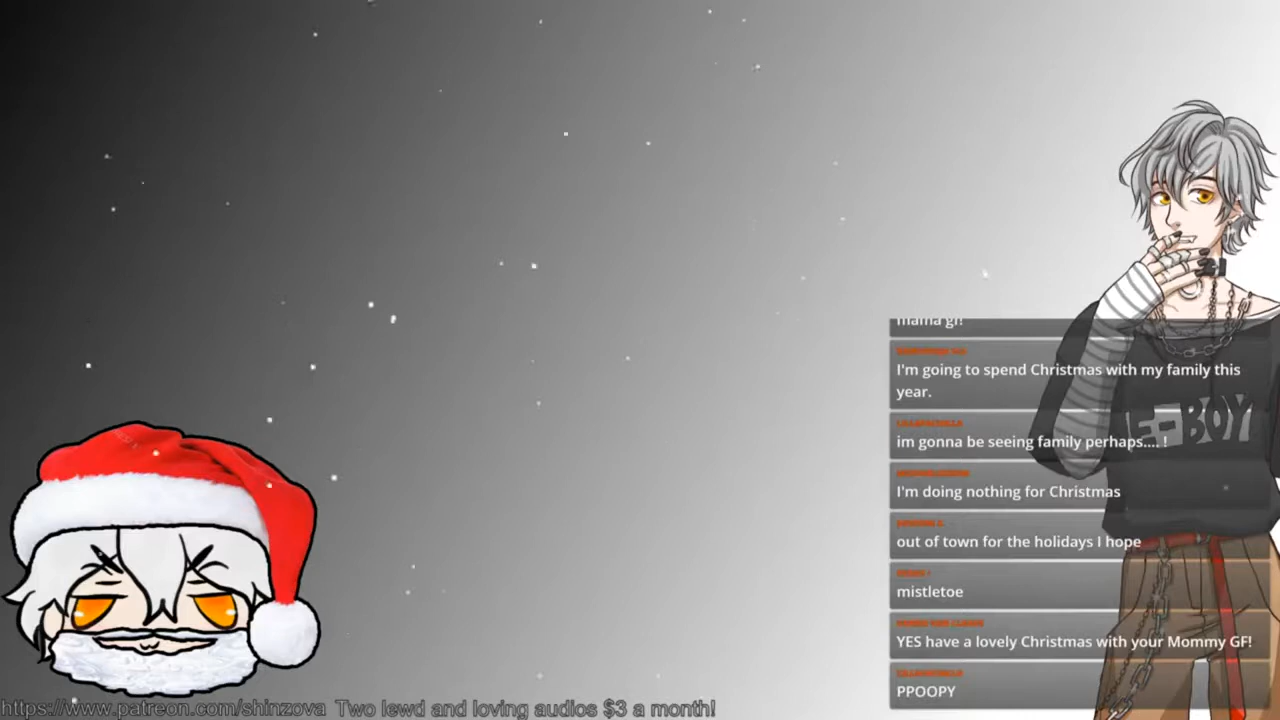 mama gf!
I'm going to spend Christmas with my family this
year.
im gonna be seeing family perhaps.... !
E-BOY
I'm doing nothing for Christmas
out of town for the holidays I hope
mistletoe
YES have a lovely Christmas with your Mommy GF!
PPOOPY
https://www.patreon.com/shinzova Two lewd and loving audios $3 a month!